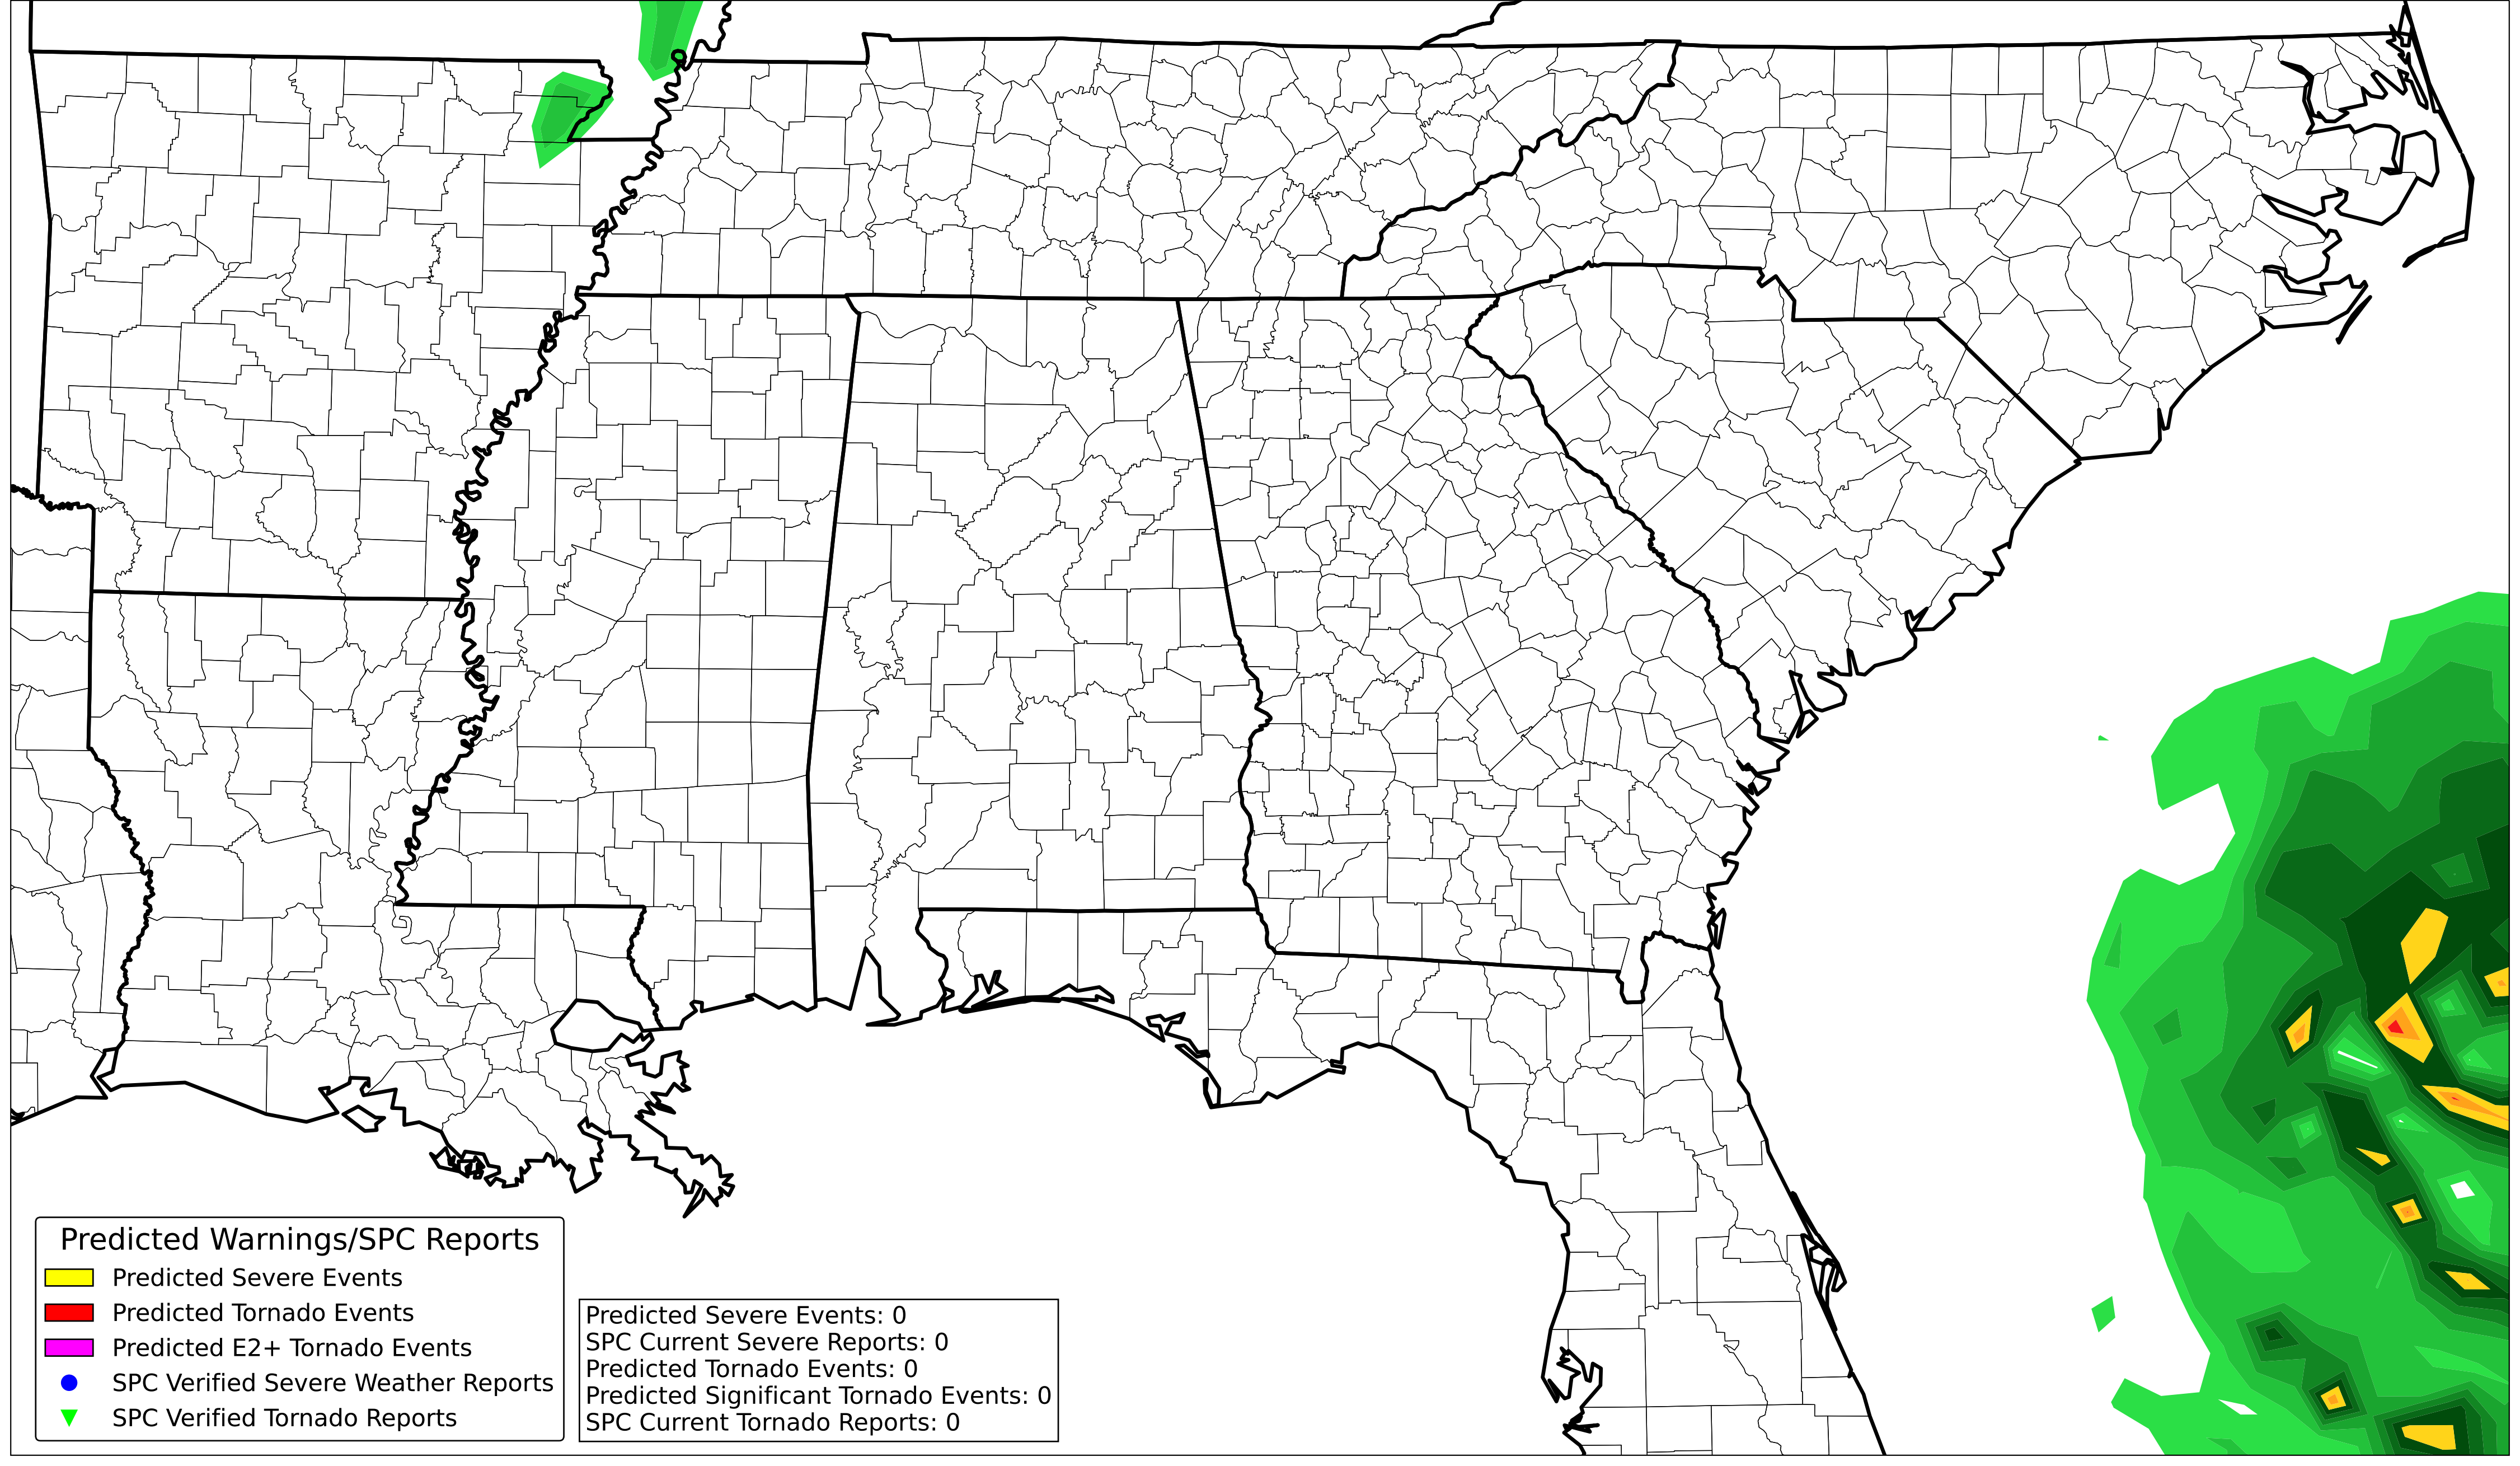 Predicted Warnings/SPC Reports
Predicted Severe Events
Predicted Tornado Events
Predicted E2+ Tornado Events
SPC Verified Severe Weather Reports
SPC Verified Tornado Reports
Predicted Severe Events: 0
SPC Current Severe Reports: 0
Predicted Tornado Events: 0
Predicted Significant Tornado Events: 0
SPC Current Tornado Reports: 0